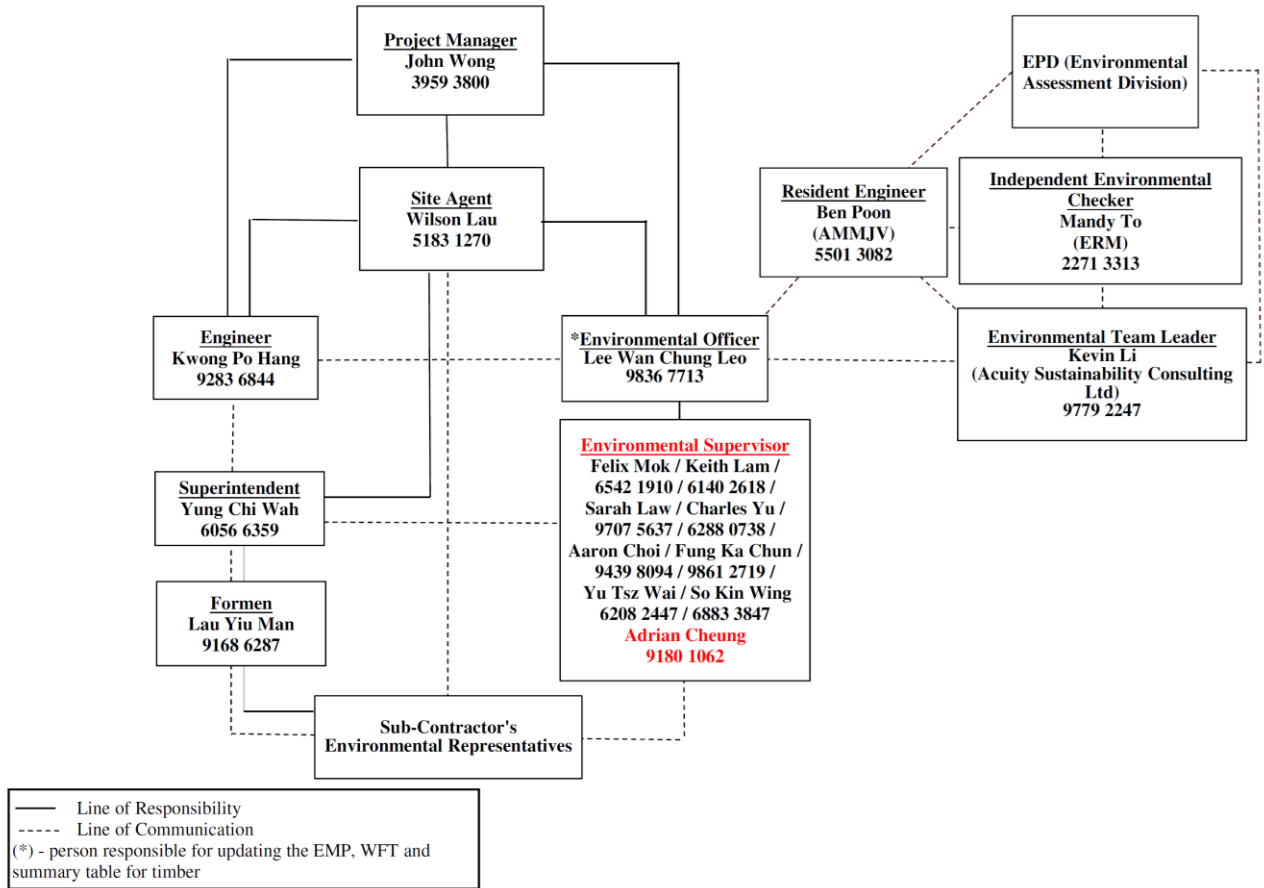 Project Manager
John Wong
3959 3800
EPD (Environmental
Assessment Division)
Site Agent
Wilson Lau
5183 1270
Resident Engineer
Ben Poon
(AMMJV)
5501 3082
Independent Environmental
Checker
Mandy To
(ERM)
2271 3313
Engineer
Kwong Po Hang
9283 6844
*Environmental Officer
Lee Wan Chung Leo
9836 7713
Environmental Team Leader
Kevin Li
(Acuity Sustainability Consulting
Ltd)
9779 2247
Environmental Supervisor
Felix Mok / Keith Lam /
6542 1910 / 6140 2618 /
Sarah Law / Charles Yu /
9707 5637 / 6288 0738 /
Aaron Choi / Fung Ka Chun /
9439 8094 / 9861 2719 /
Yu Tsz Wai / So Kin Wing
6208 2447 / 6883 3847
Adrian Cheung
9180 1062
Superintendent
Yung Chi Wah
6056 6359
Formen
Lau Yiu Man
9168 6287
Sub-Contractor's
Environmental Representatives
Line of Responsibility
Line of Communication
(*) - person responsible for updating the EMP, WFT and
summary table for timber